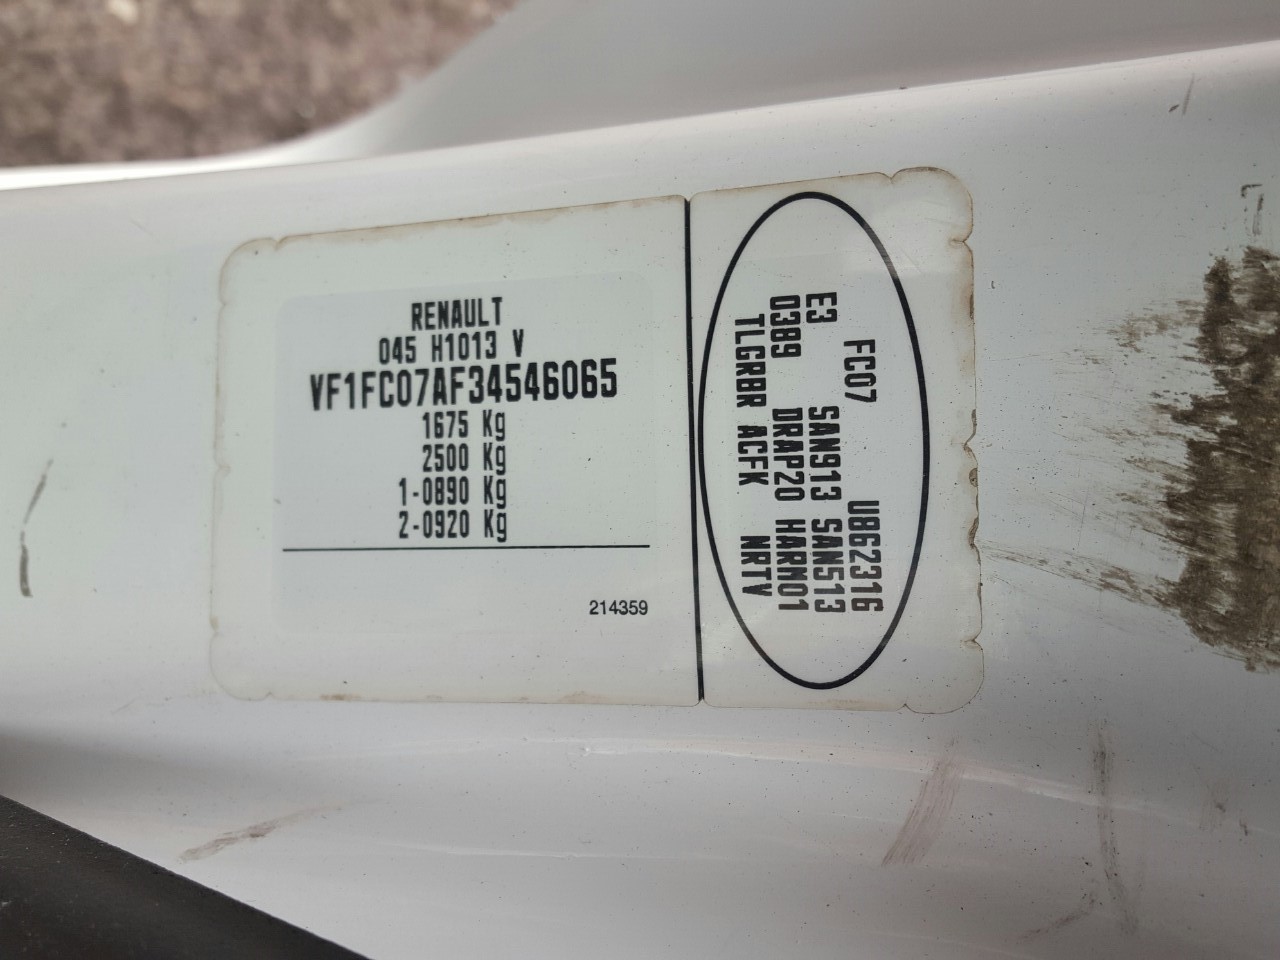 RENAULT
045 H1013 V
VF1FC07AF34546065
1675 Kg
2500 Kg
1-0890 Kg
2-0920 Kg
214359
FC07 U862316
E3 SAN913 SAN513
0389 DRAP20 HARM01
TLGRBR ACFK NRTV